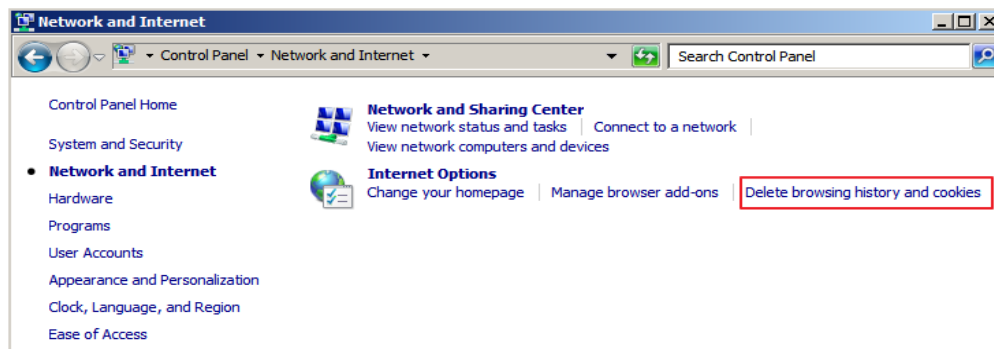 Network and Internet
Control Panel Network and Internet Search Control Panel
Control Panel Home
System and Security
Network and Internet
Hardware
Programs
User Accounts
Appearance and Personalization
Clock, Language, and Region
Ease of Access
Network and Sharing Center
View network status and tasks Connect to a network
View network computers and devices
Internet Options
Change your homepage Manage browser add-ons Delete browsing history and cookies